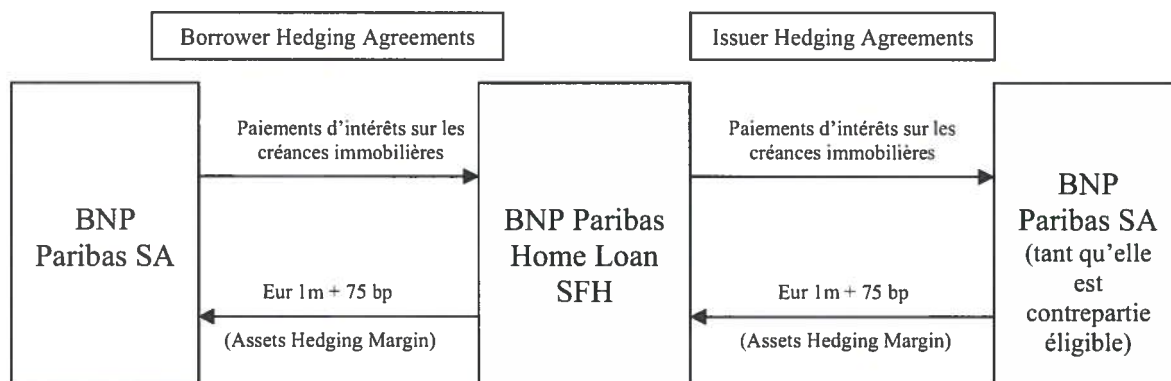 Borrower Hedging Agreements
Issuer Hedging Agreements
BNP
Paribas SA
Paiements d'intérêts sur les
créances immobilières
Eur 1m + 75 bp
(Assets Hedging Margin)
BNP Paribas
Home Loan
SFH
Paiements d'intérêts sur les
créances immobilières
Eur 1m + 75 bp
(Assets Hedging Margin)
BNP
Paribas SA
(tant qu'elle
est
contrepartie
éligible)